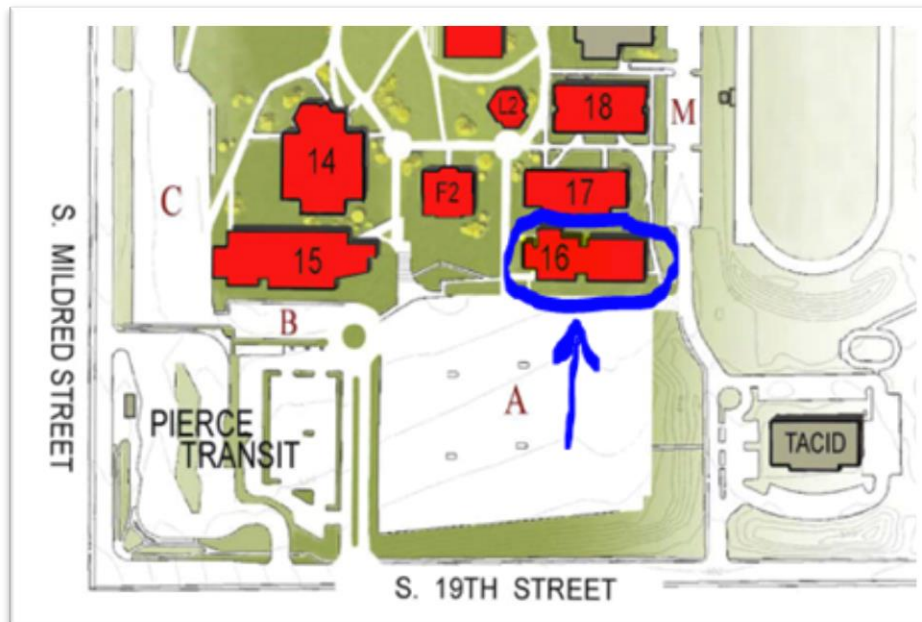 L2
18
M
14
F2
17
C
S. MILDRED STREET
15
16
B
A
PIERCE
TRANSIT
TACID
S. 19TH STREET